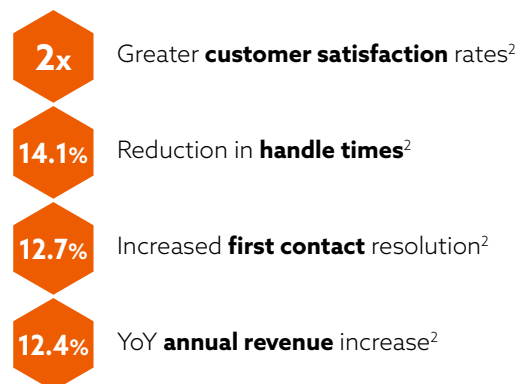 2x
Greater customer satisfaction rates²
14.1%
Reduction in handle times²
12.7%
Increased first contact resolution²
12.4%
YoY annual revenue increase²